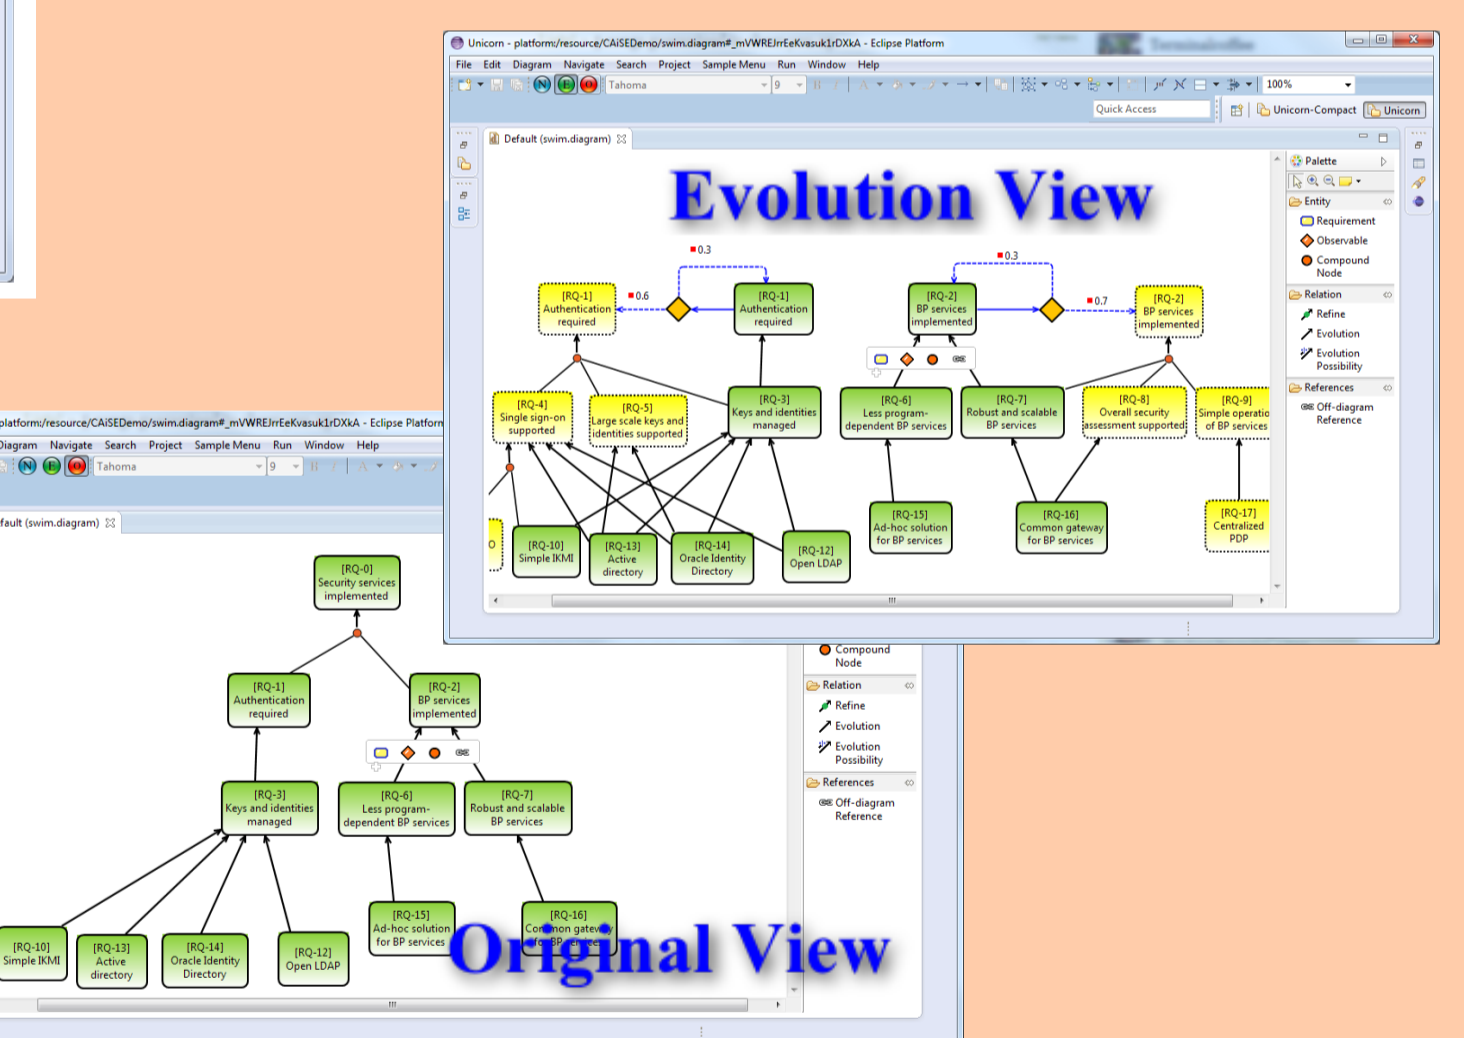 Unicorn - platform:/resource/CAiSEDemo/swim.diagram#_mVWREJrrEeKvasuk1rDXkA - Eclipse Platform
File Edit Diagram Navigate Search Project Sample Menu Run Window Help
N E O Tahoma 9 100%
Quick Access Unicorn-Compact Unicorn
Default (swim.diagram)
Evolution View
0.3
0.3
0.6
0.7
[RQ-1]
Authentication
required
[RQ-1]
Authentication
required
[RQ-2]
BP services
implemented
[RQ-2]
BP services
implemented
[RQ-4]
Single sign-on
supported
[RQ-5]
Large scale keys and
identities supported
[RQ-3]
Keys and identities
managed
[RQ-6]
Less program-
dependent BP services
[RQ-7]
Robust and scalable
BP services
[RQ-8]
Overall security
assessment supported
[RQ-9]
Simple operatio
of BP services
[RQ-10]
Simple IKMI
[RQ-13]
Active
directory
[RQ-14]
Oracle Identity
Directory
[RQ-12]
Open LDAP
[RQ-15]
Ad-hoc solution
for BP services
[RQ-16]
Common gateway
for BP services
[RQ-17]
Centralized
PDP
Palette
Entity
Requirement
Observable
Compound
Node
Relation
Refine
Evolution
Evolution
Possibility
References
Off-diagram
Reference
platform:/resource/CAiSEDemo/swim.diagram#_mVWREJrrEeKvasuk1rDXkA - Eclipse Platforn
Diagram Navigate Search Project Sample Menu Run Window Help
N E O Tahoma 9
fault (swim.diagram)
[RQ-0]
Security services
implemented
[RQ-1]
Authentication
required
[RQ-2]
BP services
implemented
[RQ-3]
Keys and identities
managed
[RQ-6]
Less program-
dependent BP services
[RQ-7]
Robust and scalable
BP services
[RQ-10]
Simple IKMI
[RQ-13]
Active
directory
[RQ-14]
Oracle Identity
Directory
[RQ-12]
Open LDAP
[RQ-15]
Ad-hoc solution
for BP services
[RQ-16]
Common gateway
for BP services
Original View
Compound
Node
Relation
Refine
Evolution
Evolution
Possibility
References
Off-diagram
Reference